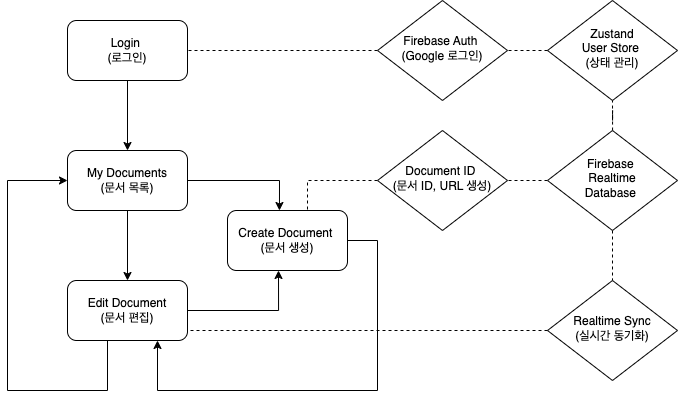 Login
(로그인)
Firebase Auth
(Google 로그인)
Zustand
User Store
(상태 관리)
My Documents
(문서 목록)
Document ID
(문서 ID, URL 생성)
Firebase
Realtime
Database
Create Document
(문서 생성)
Edit Document
(문서 편집)
Realtime Sync
(실시간 동기화)